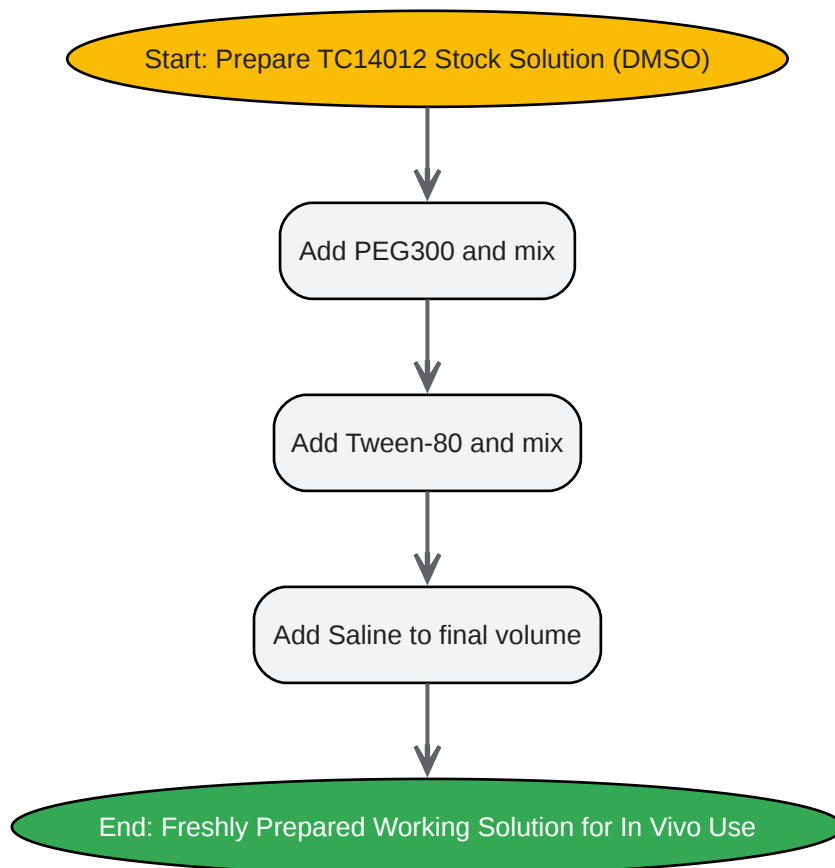 Start: Prepare TC14012 Stock Solution (DMSO)
Add PEG300 and mix
Add Tween-80 and mix
Add Saline to final volume
End: Freshly Prepared Working Solution for In Vivo Use